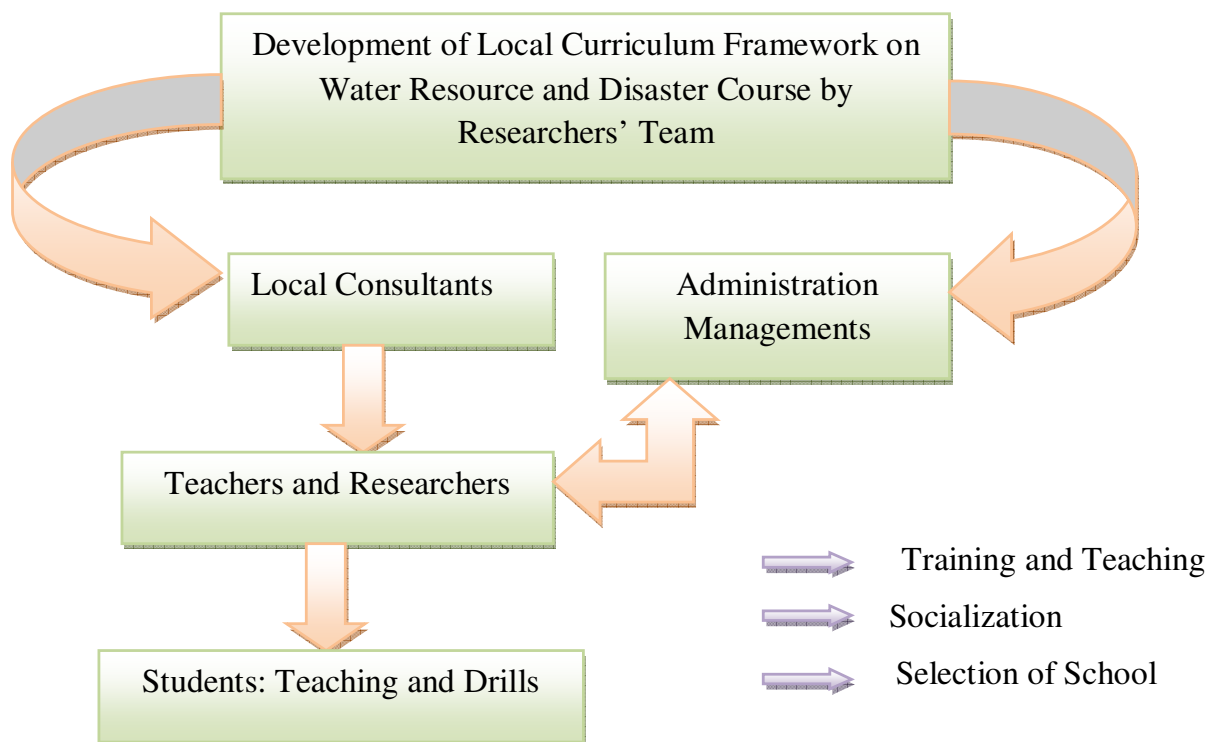 Development of Local Curriculum Framework on
Water Resource and Disaster Course by
Researchers’ Team
Local Consultants
Administration
Managements
Teachers and Researchers
Students: Teaching and Drills
Training and Teaching
Socialization
Selection of School